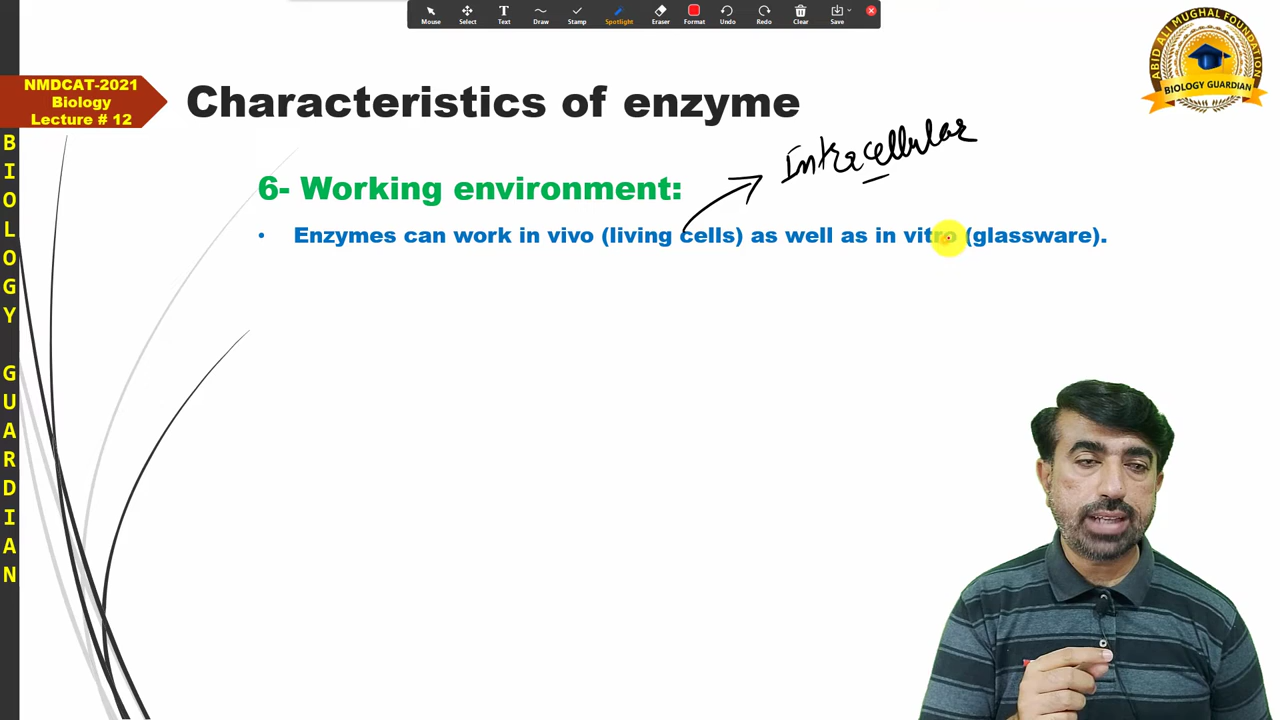 Mouse
Select
Text
Draw
Stamp
Spotlight
Eraser
Format
Undo
Redo
Clear
Save
ABID ALI MUGHAL FOUNDATION
BIOLOGY GUARDIAN
NMDCAT-2021
Biology
Lecture # 12
BIOLOGY GUARDIAN
Characteristics of enzyme
Intracellular
6- Working environment:
• Enzymes can work in vivo (living cells) as well as in vitro (glassware).